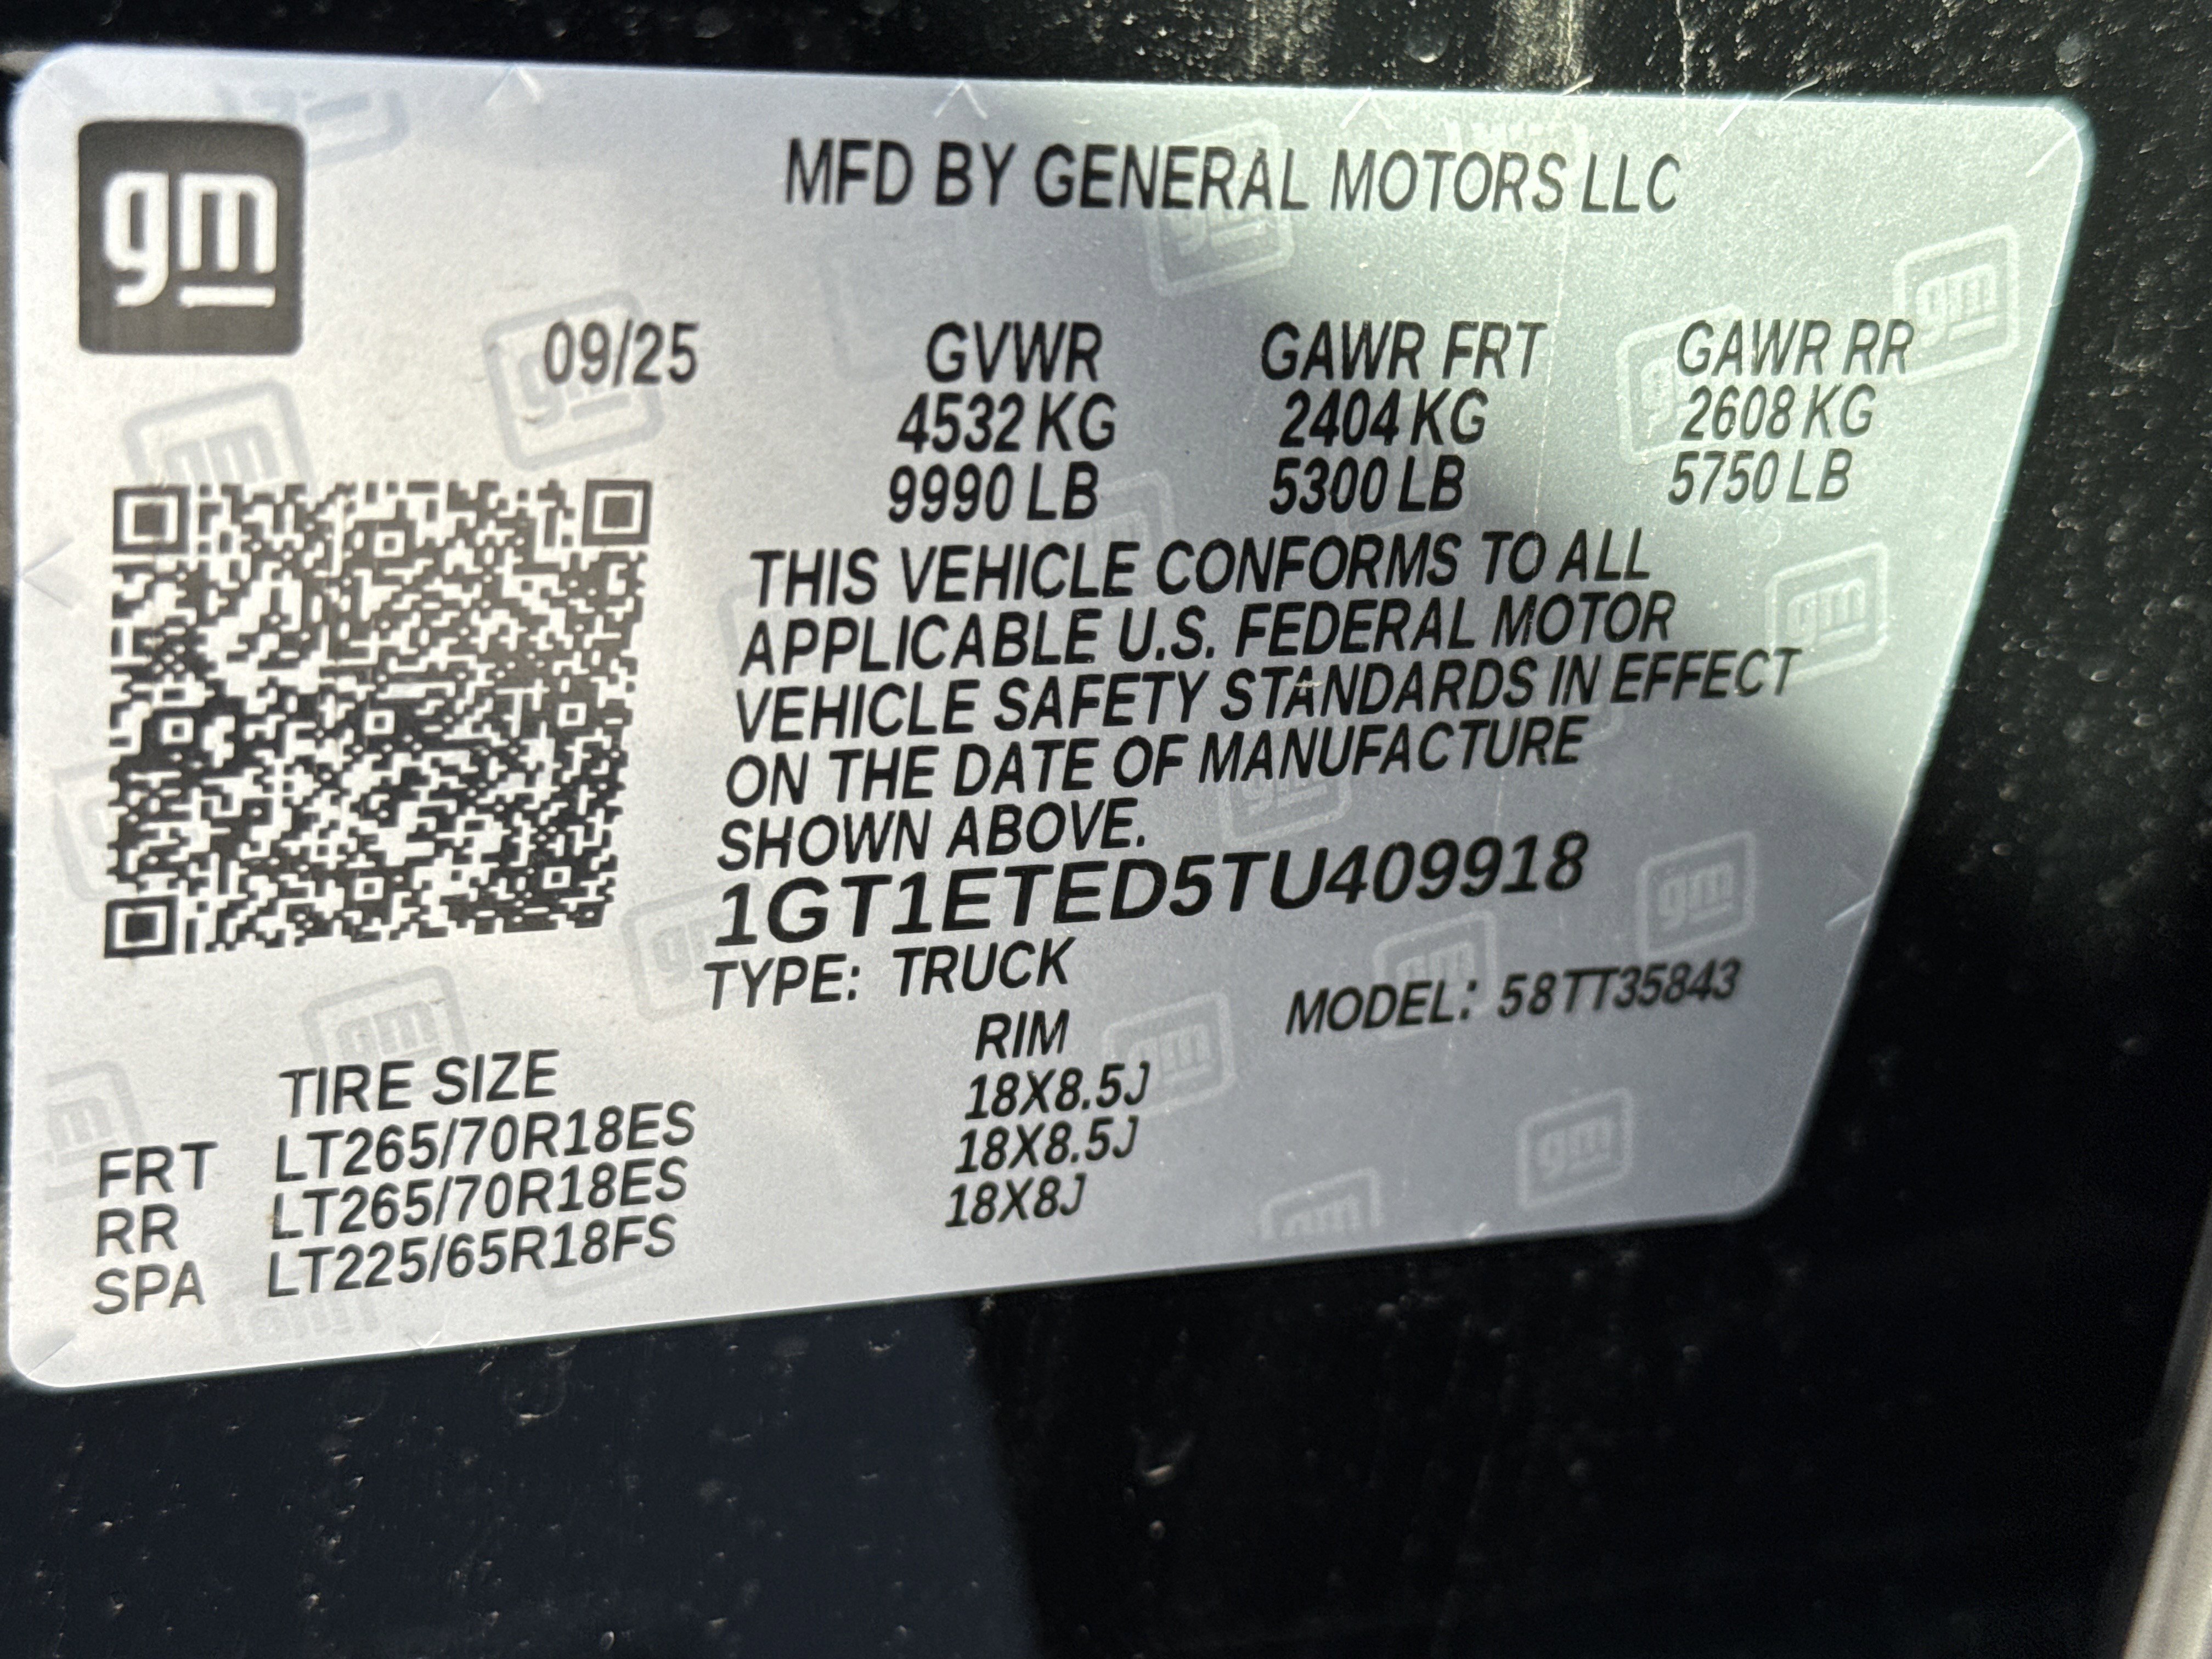 gm
MFD BY GENERAL MOTORS LLC
09/25 GVWR GAWR FRT GAWR RR
4532 KG 2404 KG 2608 KG
9990 LB 5300 LB 5750 LB
THIS VEHICLE CONFORMS TO ALL
APPLICABLE U.S. FEDERAL MOTOR
VEHICLE SAFETY STANDARDS IN EFFECT
ON THE DATE OF MANUFACTURE
SHOWN ABOVE.
1GT1ETED5TU409918
TYPE: TRUCK
MODEL: 58TT35843
TIRE SIZE RIM
FRT LT265/70R18ES 18X8.5J
RR LT265/70R18ES 18X8.5J
SPA LT225/65R18FS 18X8J